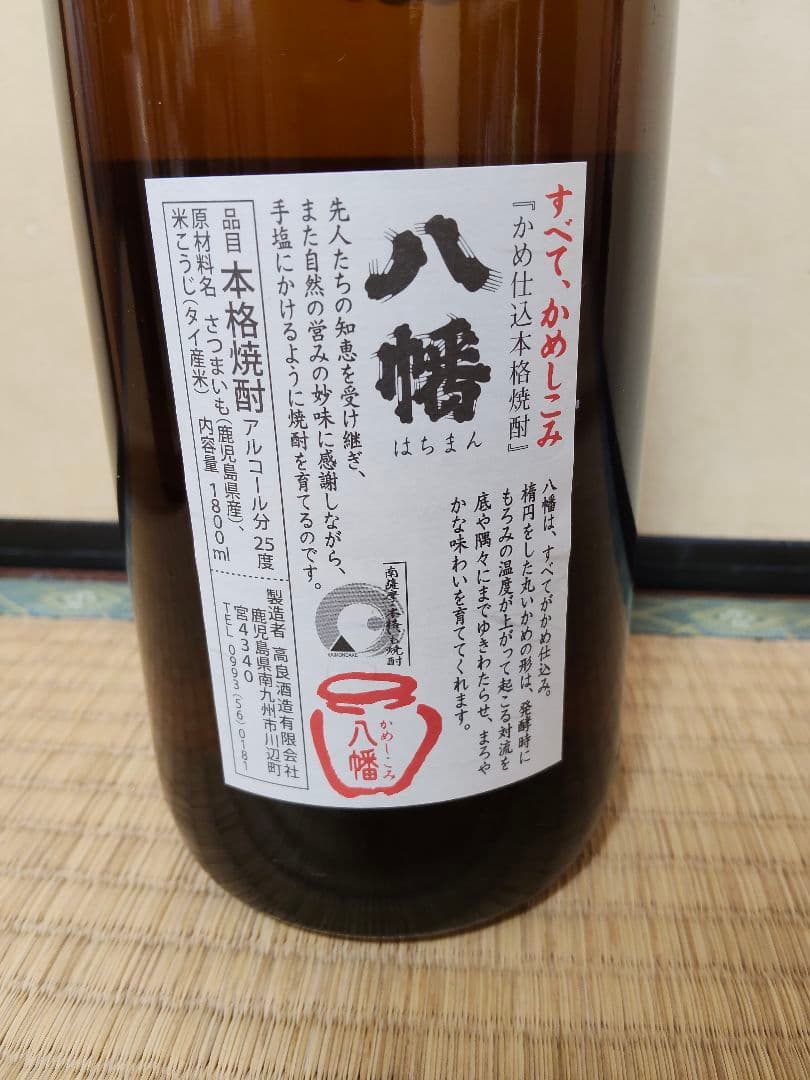 すべて、かめしこみ
『かめ仕込本格焼酎』
八幡
はちまん
八幡は、すべてがかめ仕込み。
楕円をした丸いかめの形は、発酵時に
もろみの温度が上がって起こる対流を
底や隅々にまでゆきわたらせ、まろや
かな味わいを育ててくれます。
先人たちの知恵を受け継ぎ、
また自然の営みの妙味に感謝しながら、
手塩にかけるように焼酎を育てるのです。
南薩摩本格いも焼酎
かめしこみ
八幡
品目 本格焼酎 アルコール分 25度
原材料名 さつまいも(鹿児島県産)、
米こうじ(タイ産米) 内容量 1800ml
製造者 高良酒造有限会社
鹿児島県南九州市川辺町
宮4340
TEL 0993(56)0181